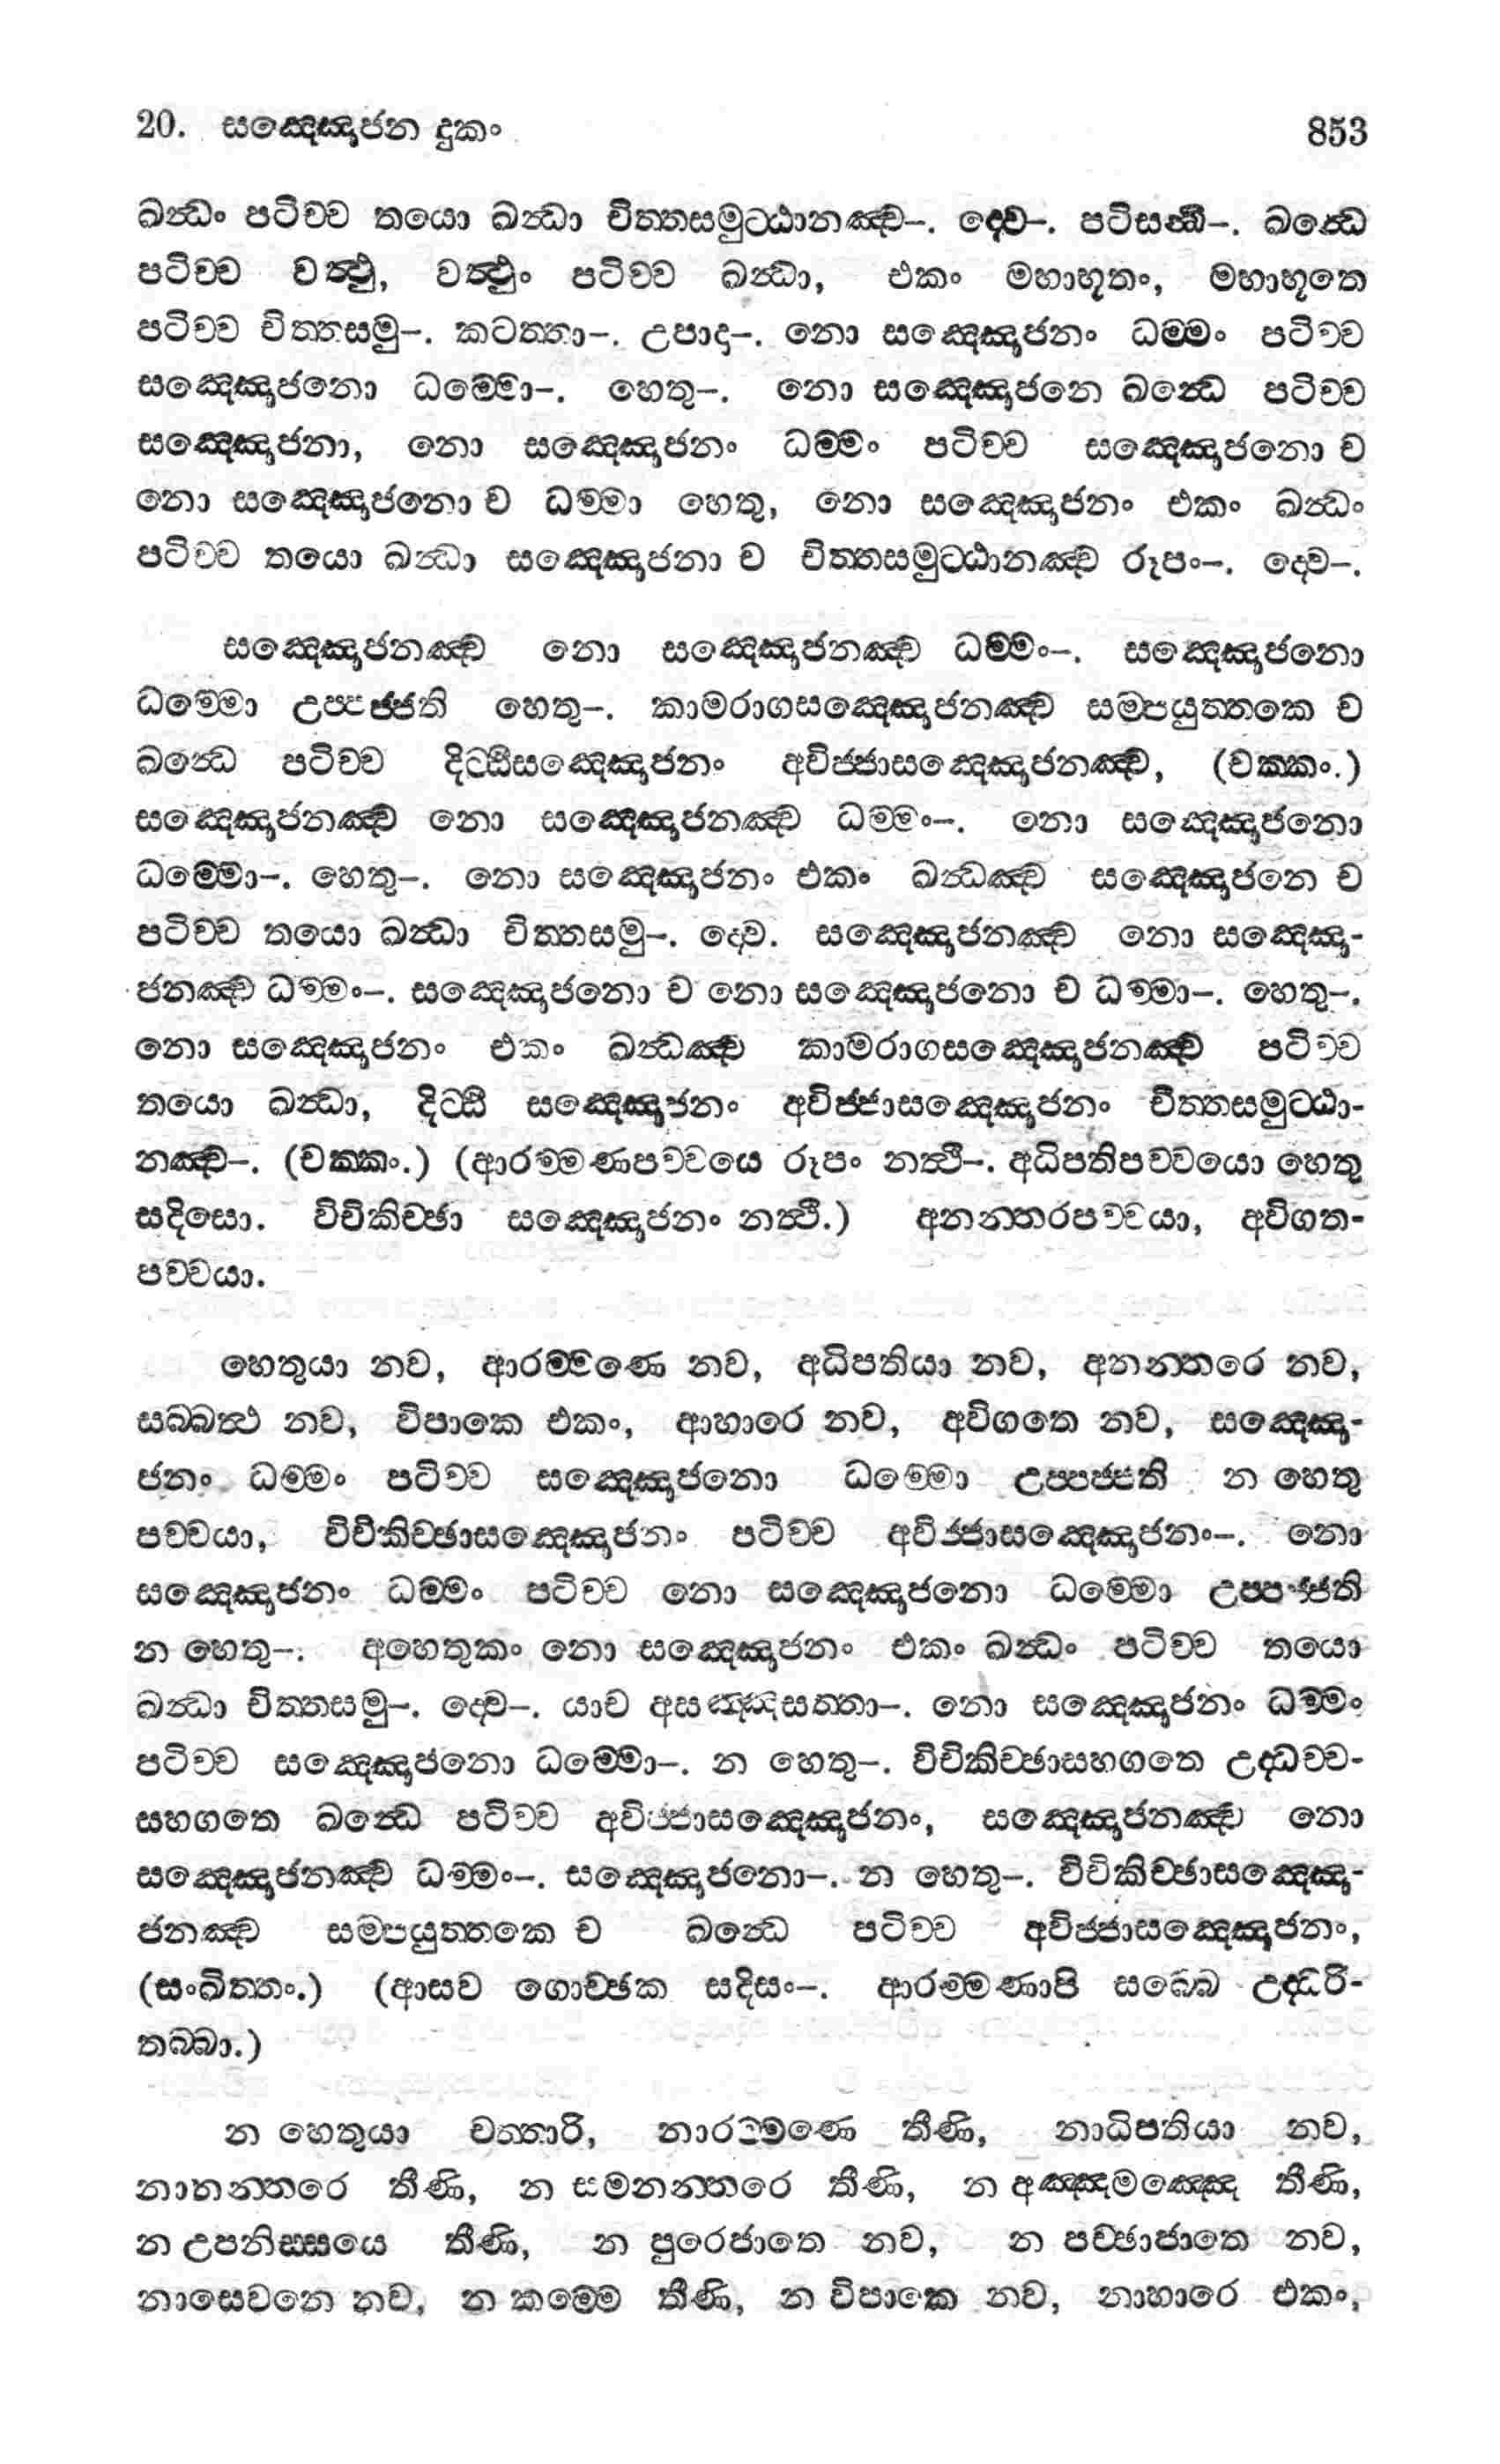 20. සඤ්ඤොජන දුකං 853
ඛන්ධං පටිච්ච තයො ඛන්ධා චිත්තසමුට්ඨානඤ්ච–. ද්වෙ–. පටිසන්ධි–. ඛන්ධෙ
පටිච්ච වත්ථු, වත්ථුං පටිච්ච ඛන්ධා, එකං මහාභූතං, මහාභූතෙ
පටිච්ච චිත්තසමු–. කටත්තා–. උපාදා–. නො සඤ්ඤොජනං ධම්මං පටිච්ච
සඤ්ඤොජනො ධම්මො–. හෙතු–. නො සඤ්ඤොජනෙ ඛන්ධෙ පටිච්ච
සඤ්ඤොජනා, නො සඤ්ඤොජනං ධම්මං පටිච්ච සඤ්ඤොජනො ච
නො සඤ්ඤොජනො ච ධම්මා හෙතු, නො සඤ්ඤොජනං එකං ඛන්ධං
පටිච්ච තයො ඛන්ධා සඤ්ඤොජනා ච චිත්තසමුට්ඨානඤ්ච රූපං–. ද්වෙ–.
සඤ්ඤොජනඤ්ච නො සඤ්ඤොජනඤ්ච ධම්මං–. සඤ්ඤොජනො
ධම්මො උප්පජ්ජති හෙතු–. කාමරාගසඤ්ඤොජනඤ්ච සම්පයුත්තකෙ ච
ඛන්ධෙ පටිච්ච දිට්ඨිසඤ්ඤොජනං අවිජ්ජාසඤ්ඤොජනඤ්ච, (චක්කං.)
සඤ්ඤොජනඤ්ච නො සඤ්ඤොජනඤ්ච ධම්මං–. නො සඤ්ඤොජනො
ධම්මො–. හෙතු–. නො සඤ්ඤොජනං එකං ඛන්ධඤ්ච සඤ්ඤොජනෙ ච
පටිච්ච තයො ඛන්ධා චිත්තසමු–. ද්වෙ. සඤ්ඤොජනඤ්ච නො සඤ්ඤො-
ජනඤ්ච ධම්මං–. සඤ්ඤොජනො ච නො සඤ්ඤොජනො ච ධම්මා–. හෙතු–.
නො සඤ්ඤොජනං එකං ඛන්ධඤ්ච කාමරාගසඤ්ඤොජනඤ්ච පටිච්ච
තයො ඛන්ධා, දිට්ඨි සඤ්ඤොජනං අවිජ්ජාසඤ්ඤොජනං චිත්තසමුට්ඨා-
නඤ්ච–. (චක්කං.) (ආරම්මණපච්චයෙ රූපං නත්ථි–. අධිපතිපච්චයො හෙතු
සදිසො. විචිකිච්ඡා සඤ්ඤොජනං නත්ථි.) අනන්තරපච්චයා, අවිගත-
පච්චයා.
හෙතුයා නව, ආරම්මණෙ නව, අධිපතියා නව, අනන්තරෙ නව,
සබ්බත්ථ නව, විපාකෙ එකං, ආහාරෙ නව, අවිගතෙ නව, සඤ්ඤො-
ජනං ධම්මං පටිච්ච සඤ්ඤොජනො ධම්මො උප්පජ්ජති න හෙතු
පච්චයා, විචිකිච්ඡාසඤ්ඤොජනං පටිච්ච අවිජ්ජාසඤ්ඤොජනං–. නො
සඤ්ඤොජනං ධම්මං පටිච්ච නො සඤ්ඤොජනො ධම්මො උප්පජ්ජති
න හෙතු–. අහෙතුකං නො සඤ්ඤොජනං එකං ඛන්ධං පටිච්ච තයො
ඛන්ධා චිත්තසමු–. ද්වෙ–. යාව අසඤ්ඤසත්තා–. නො සඤ්ඤොජනං ධම්මං
පටිච්ච සඤ්ඤොජනො ධම්මො–. න හෙතු–. විචිකිච්ඡාසහගතෙ උද්ධච්ච-
සහගතෙ ඛන්ධෙ පටිච්ච අවිජ්ජාසඤ්ඤොජනං, සඤ්ඤොජනඤ්ච නො
සඤ්ඤොජනඤ්ච ධම්මං–. සඤ්ඤොජනො–. න හෙතු–. විචිකිච්ඡාසඤ්ඤො-
ජනඤ්ච සම්පයුත්තකෙ ච ඛන්ධෙ පටිච්ච අවිජ්ජාසඤ්ඤොජනං,
(සංඛිත්තං.) (ආසව ගොච්ඡක සදිසං–. ආරම්මණාපි සබ්බෙ උද්ධරි-
තබ්බා.)
න හෙතුයා චත්තාරි, නාරම්මණෙ තීණි, නාධිපතියා නව,
නානන්තරෙ තීණි, න සමනන්තරෙ තීණි, න අඤ්ඤමඤ්ඤෙ තීණි,
න උපනිස්සයෙ තීණි, න පුරෙජාතෙ නව, න පච්ඡාජාතෙ නව,
නාසෙවනෙ නව, න කම්මෙ තීණි, න විපාකෙ නව, නාහාරෙ එකං,